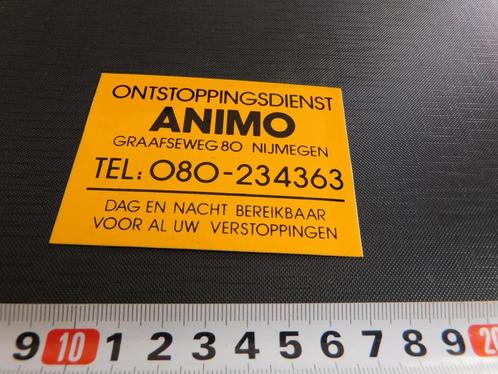 ONTSTOPPINGSDIENST
ANIMO
GRAAFSEWEG 80 NIJMEGEN
TEL: 080-234363
DAG EN NACHT BEREIKBAAR
VOOR AL UW VERSTOPPINGEN
9 10 1 2 3 4 5 6 7 8 9 20